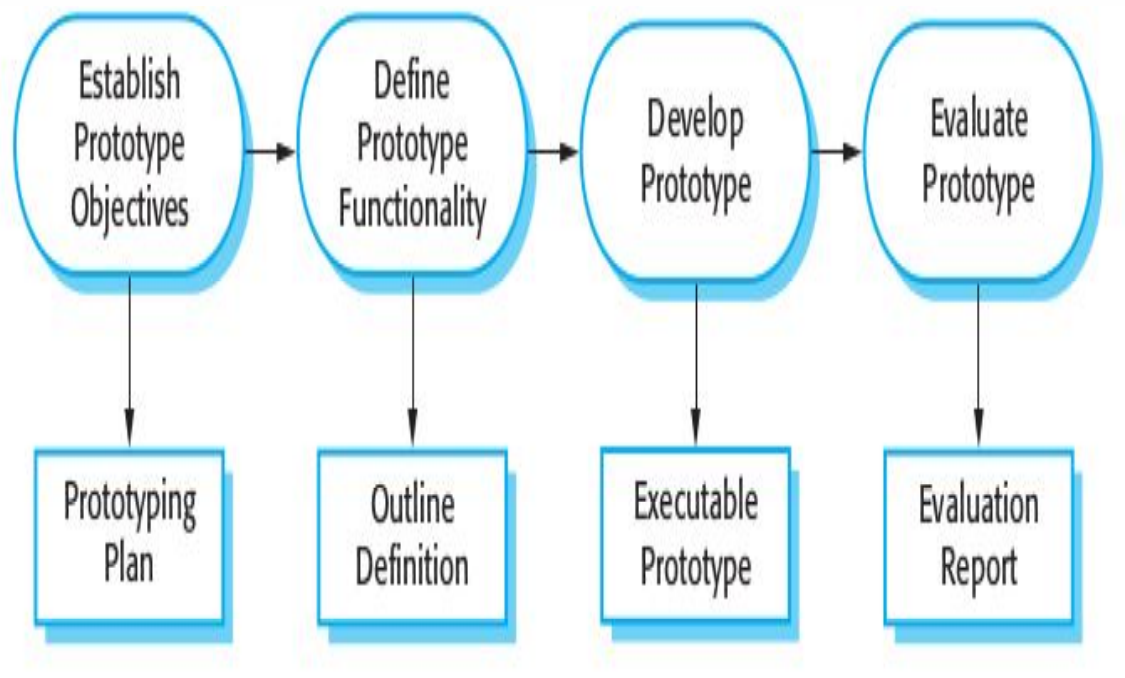 Establish
Prototype
Objectives
Define
Prototype
Functionality
Develop
Prototype
Evaluate
Prototype
Prototyping
Plan
Outline
Definition
Executable
Prototype
Evaluation
Report